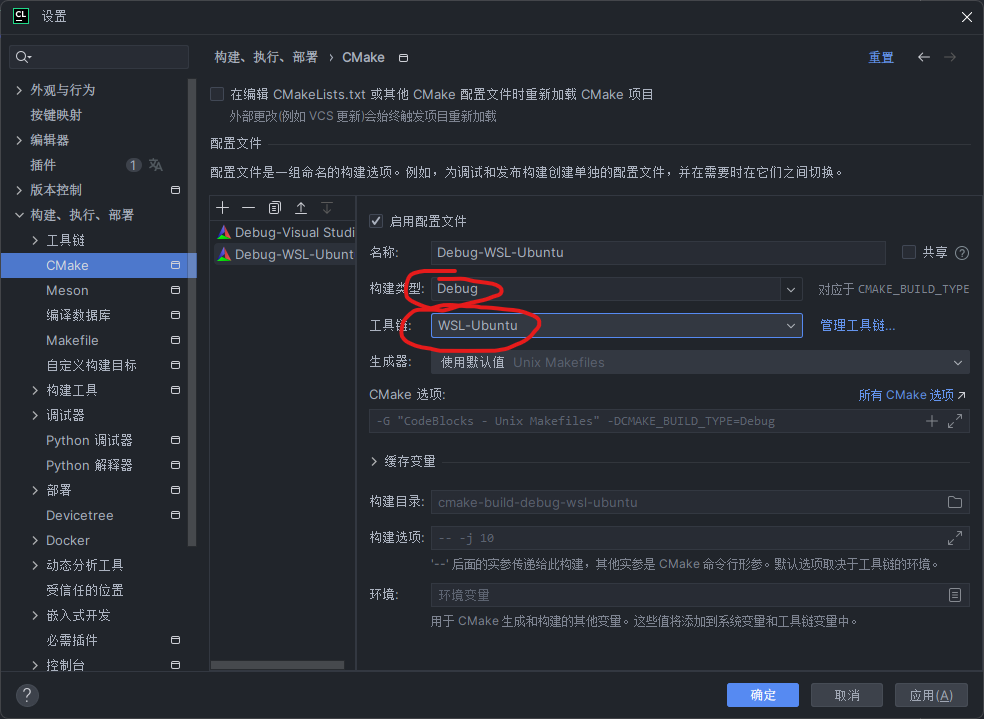 CL 设置
构建、执行、部署 › CMake
重置
外观与行为
按键映射
编辑器
插件 1
版本控制
构建、执行、部署
工具链
CMake
Meson
编译数据库
Makefile
自定义构建目标
构建工具
调试器
Python 调试器
Python 解释器
部署
Devicetree
Docker
动态分析工具
受信任的位置
嵌入式开发
必需插件
控制台
在编辑 CMakeLists.txt 或其他 CMake 配置文件时重新加载 CMake 项目
外部更改(例如 VCS 更新)会始终触发项目重新加载
配置文件
配置文件是一组命名的构建选项。例如，为调试和发布构建创建单独的配置文件，并在需要时在它们之间切换。
Debug-Visual Studi
Debug-WSL-Ubunt
启用配置文件
名称: Debug-WSL-Ubuntu 共享 ?
构建类型: Debug 对应于 CMAKE_BUILD_TYPE
工具链: WSL-Ubuntu 管理工具链...
生成器: 使用默认值 Unix Makefiles
CMake 选项: 所有 CMake 选项
-G "CodeBlocks - Unix Makefiles" -DCMAKE_BUILD_TYPE=Debug
缓存变量
构建目录: cmake-build-debug-wsl-ubuntu
构建选项: -- -j 10
'--' 后面的实参传递给此构建，其他实参是 CMake 命令行形参。默认选项取决于工具链的环境。
环境: 环境变量
用于 CMake 生成和构建的其他变量。这些值将添加到系统变量和工具链变量中。
? 确定 取消 应用(A)